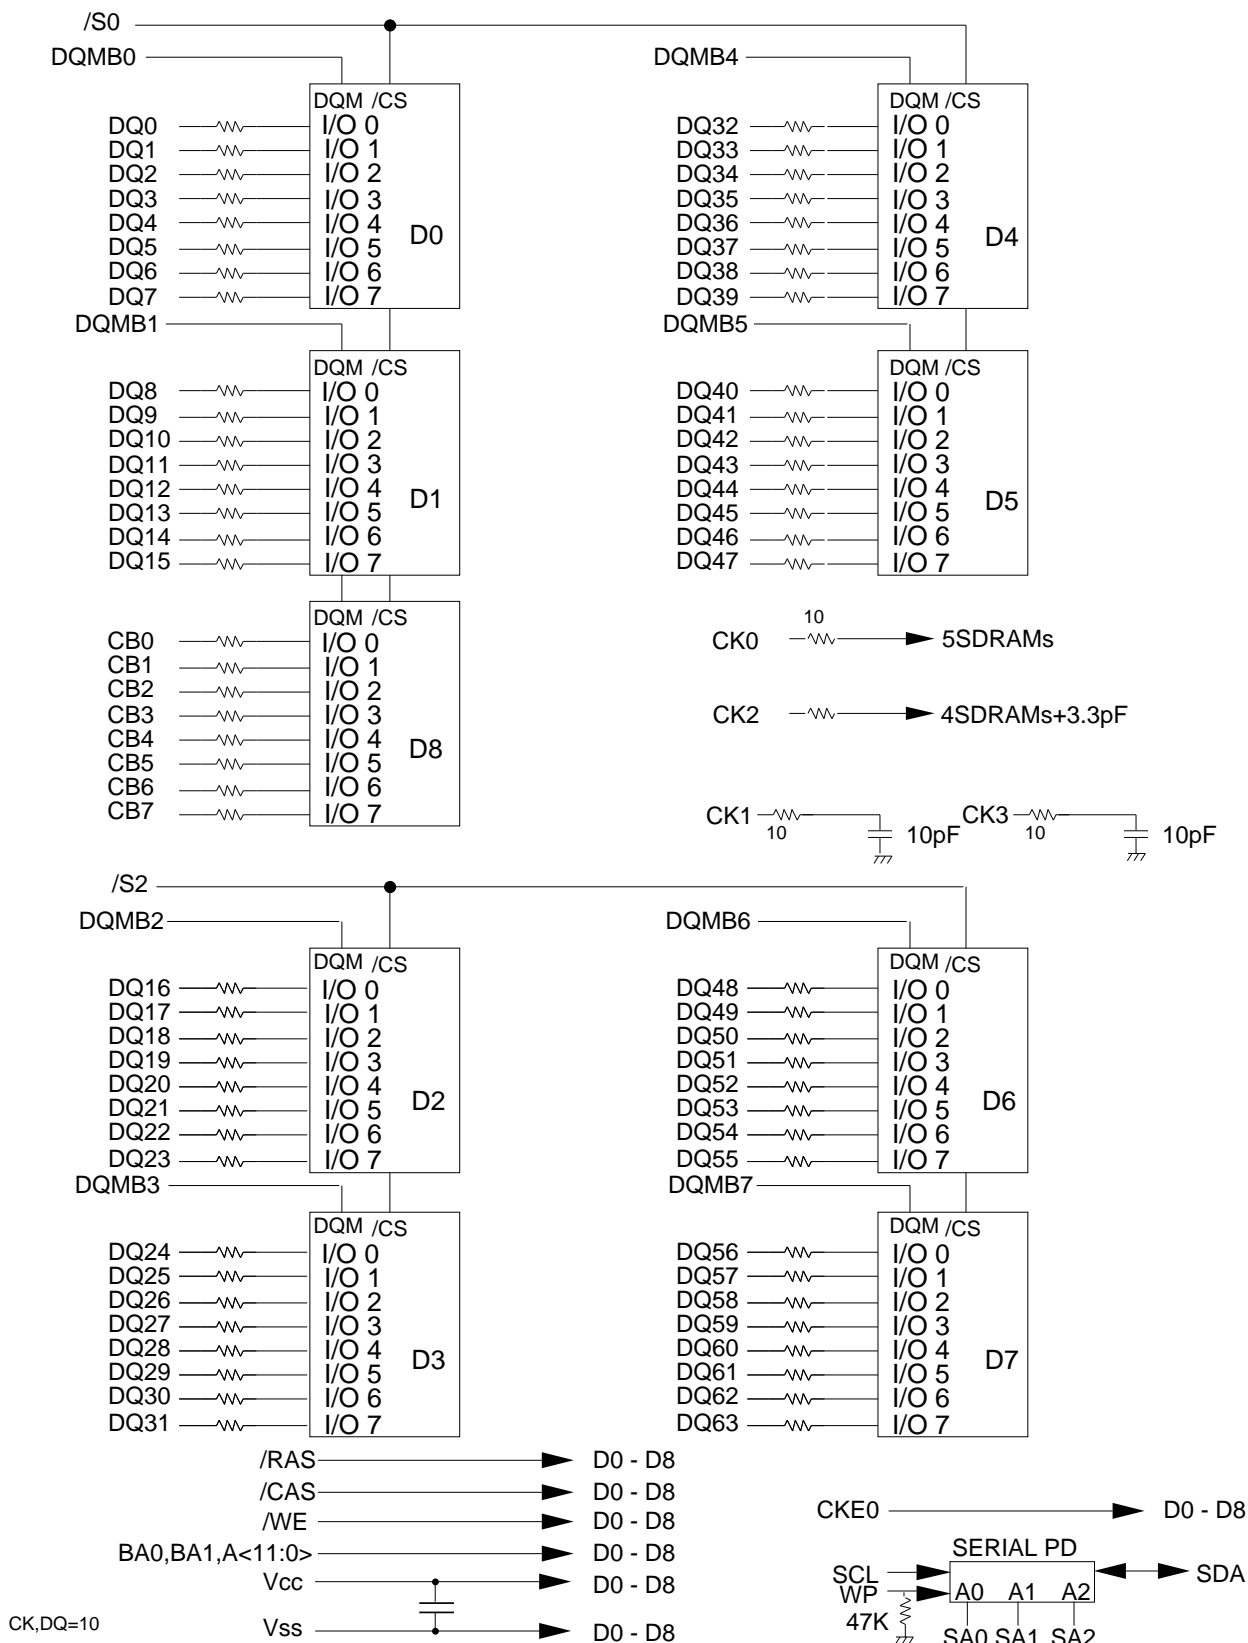 /S0
DQMB0
DQM /CS
DQ0 I/O 0
DQ1 I/O 1
DQ2 I/O 2
DQ3 I/O 3
DQ4 I/O 4
DQ5 I/O 5
DQ6 I/O 6
DQ7 I/O 7
D0
DQMB4
DQM /CS
DQ32 I/O 0
DQ33 I/O 1
DQ34 I/O 2
DQ35 I/O 3
DQ36 I/O 4
DQ37 I/O 5
DQ38 I/O 6
DQ39 I/O 7
D4
DQMB1
DQM /CS
DQ8 I/O 0
DQ9 I/O 1
DQ10 I/O 2
DQ11 I/O 3
DQ12 I/O 4
DQ13 I/O 5
DQ14 I/O 6
DQ15 I/O 7
D1
DQMB5
DQM /CS
DQ40 I/O 0
DQ41 I/O 1
DQ42 I/O 2
DQ43 I/O 3
DQ44 I/O 4
DQ45 I/O 5
DQ46 I/O 6
DQ47 I/O 7
D5
DQM /CS
CB0 I/O 0
CB1 I/O 1
CB2 I/O 2
CB3 I/O 3
CB4 I/O 4
CB5 I/O 5
CB6 I/O 6
CB7 I/O 7
D8
10
CK0 5SDRAMs
CK2 4SDRAMs+3.3pF
CK1 10 10pF
CK3 10 10pF
/S2
DQMB2
DQM /CS
DQ16 I/O 0
DQ17 I/O 1
DQ18 I/O 2
DQ19 I/O 3
DQ20 I/O 4
DQ21 I/O 5
DQ22 I/O 6
DQ23 I/O 7
D2
DQMB6
DQM /CS
DQ48 I/O 0
DQ49 I/O 1
DQ50 I/O 2
DQ51 I/O 3
DQ52 I/O 4
DQ53 I/O 5
DQ54 I/O 6
DQ55 I/O 7
D6
DQMB3
DQM /CS
DQ24 I/O 0
DQ25 I/O 1
DQ26 I/O 2
DQ27 I/O 3
DQ28 I/O 4
DQ29 I/O 5
DQ30 I/O 6
DQ31 I/O 7
D3
DQMB7
DQM /CS
DQ56 I/O 0
DQ57 I/O 1
DQ58 I/O 2
DQ59 I/O 3
DQ60 I/O 4
DQ61 I/O 5
DQ62 I/O 6
DQ63 I/O 7
D7
/RAS D0 - D8
/CAS D0 - D8
/WE D0 - D8
BA0,BA1,A<11:0> D0 - D8
Vcc D0 - D8
Vss D0 - D8
CK,DQ=10
CKE0 D0 - D8
SERIAL PD
SCL SDA
WP A0 A1 A2
47K
SA0 SA1 SA2